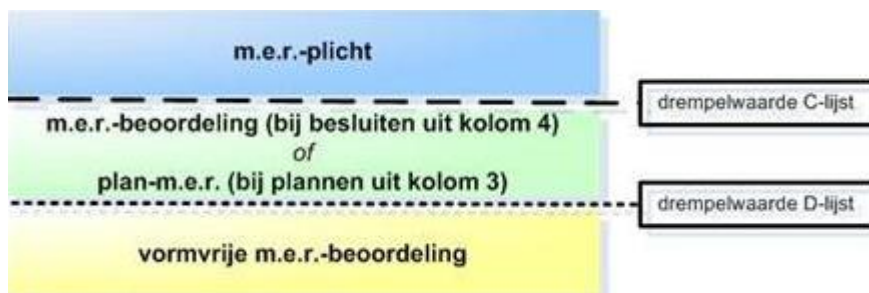 m.e.r.-plicht
drempelwaarde C-lijst
m.e.r.-beoordeling (bij besluiten uit kolom 4)
of
plan-m.e.r. (bij plannen uit kolom 3)
drempelwaarde D-lijst
vormvrije m.e.r.-beoordeling